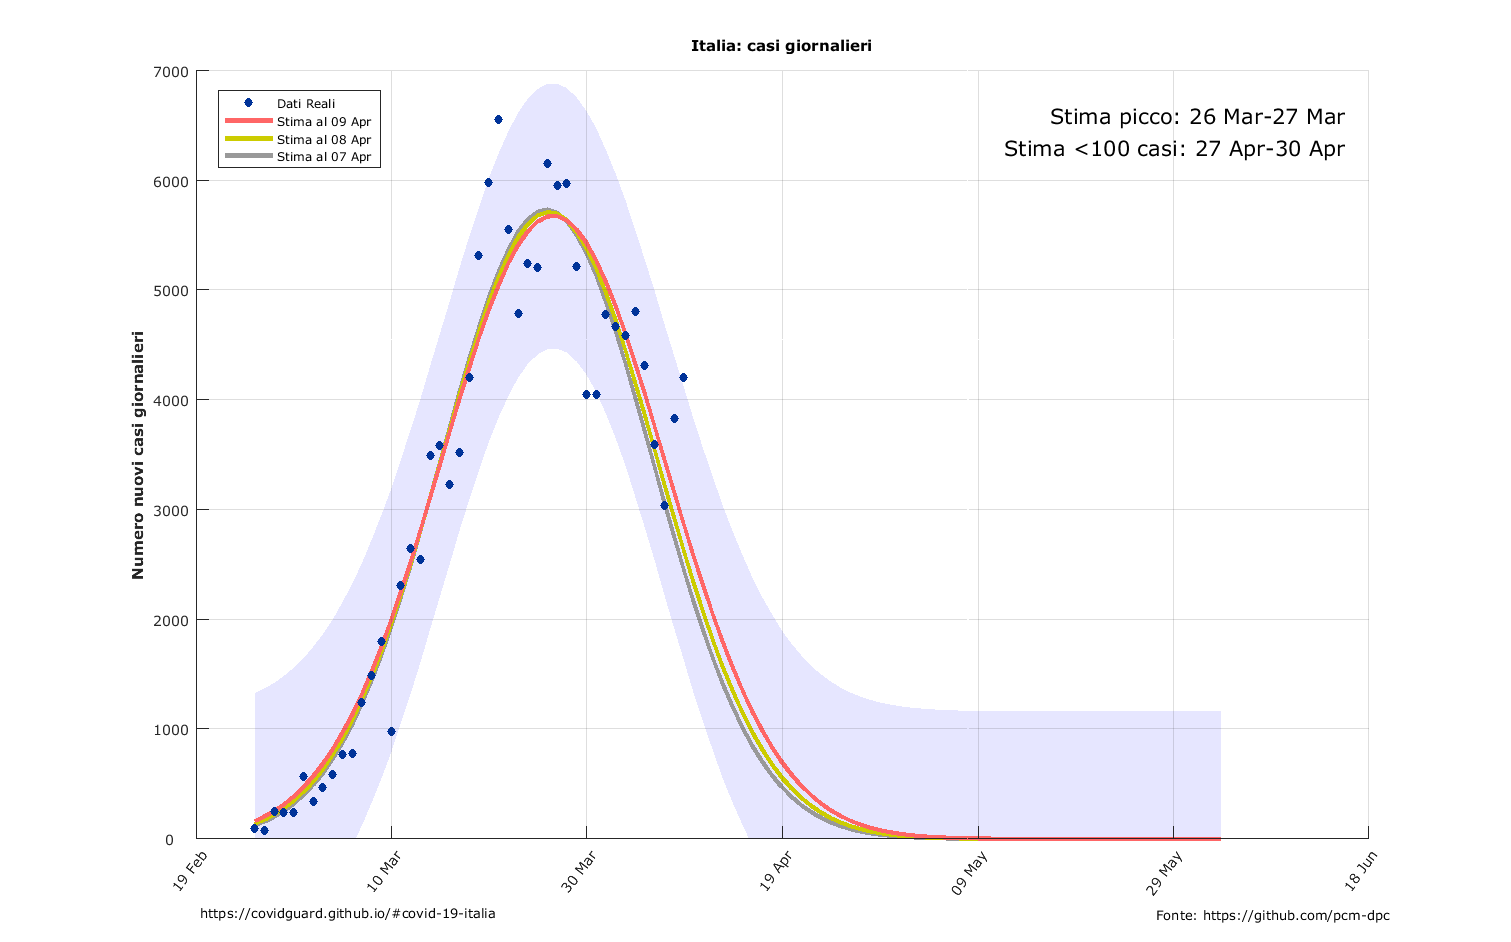 Italia: casi giornalieri
Dati Reali
Stima al 09 Apr
Stima al 08 Apr
Stima al 07 Apr
Stima picco: 26 Mar-27 Mar
Stima <100 casi: 27 Apr-30 Apr
Numero nuovi casi giornalieri
7000
6000
5000
4000
3000
2000
1000
0
19 Feb
10 Mar
30 Mar
19 Apr
09 May
29 May
18 Jun
https://covidguard.github.io/#covid-19-italia
Fonte: https://github.com/pcm-dpc